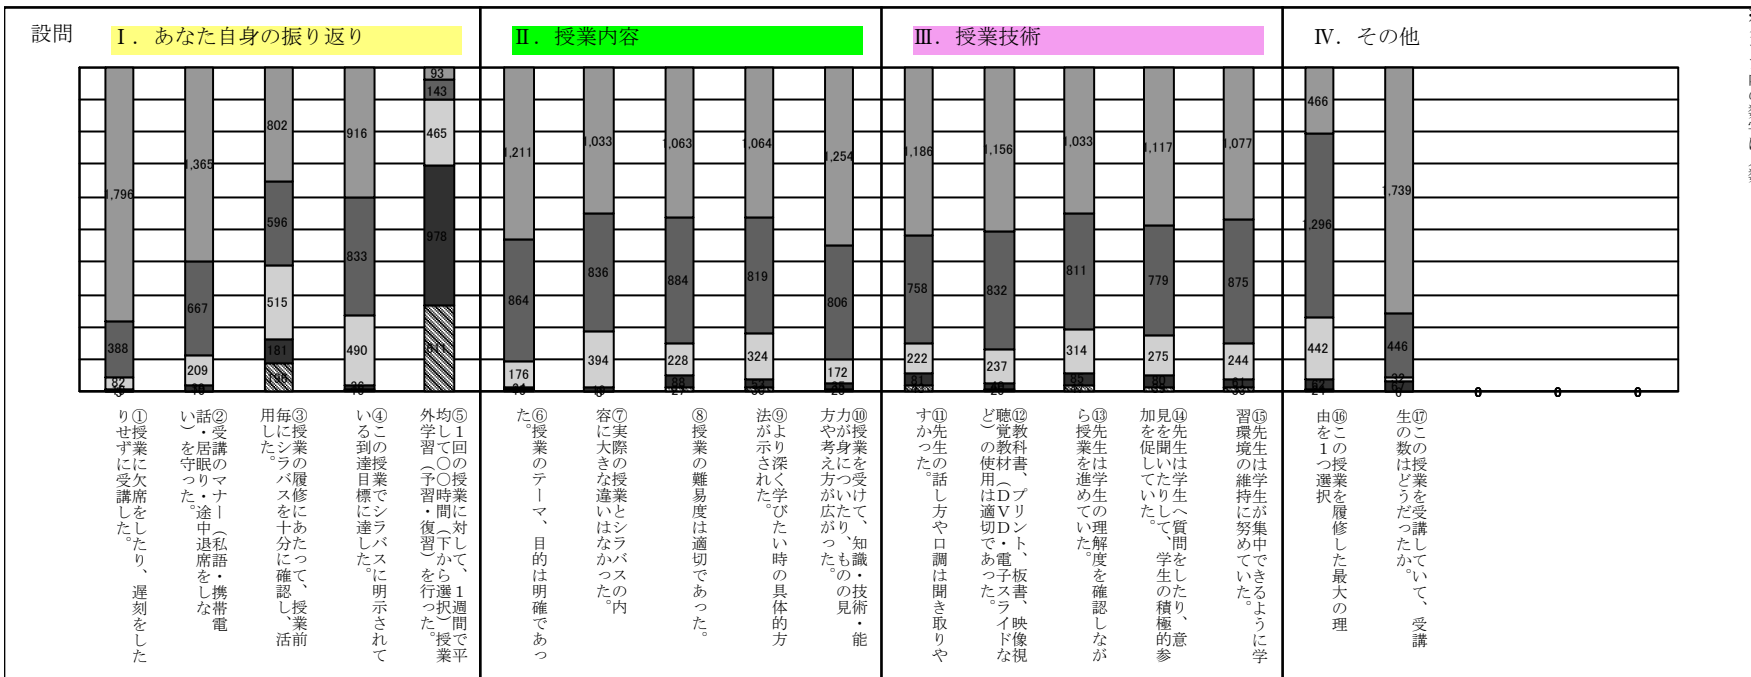 設問
Ⅰ．あなた自身の振り返り
Ⅱ．授業内容
Ⅲ．授業技術
Ⅳ．その他
1,796
388
82
1,365
667
209
802
596
515
181
196
916
833
490
93
143
465
978
611
1,211
864
176
1,033
836
394
1,063
884
228
88
1,064
819
324
1,254
806
172
1,186
758
222
81
1,156
832
237
1,033
811
314
85
1,117
779
275
80
1,077
875
244
61
466
1,296
442
1,739
446
0
0
0
①授業に欠席をしたり、遅刻をした
りせずに受講した。
②受講のマナー（私語・携帯電
話・居眠り・途中退席をしな
い）を守った。
③授業の履修にあたって、授業前
毎にシラバスを十分に確認し、活
用した。
④この授業でシラバスに明示されて
いる到達目標に達した。
⑤１回の授業に対して、１週間で平
均して〇〇時間（下から選択）授業
外学習（予習・復習）を行った。
⑥授業のテーマ、目的は明確であっ
た。
⑦実際の授業とシラバスの内
容に大きな違いはなかった。
⑧授業の難易度は適切であった。
⑨より深く学びたい時の具体的方
法が示された。
⑩授業を受けて、知識・技術・能
力が身についたり、ものの見
方や考え方が広がった。
⑪先生の話し方や口調は聞き取りや
すかった。
⑫教科書、プリント、板書、映像視
聴覚教材（ＤＶＤ・電子スライドな
ど）の使用は適切であった。
⑬先生は学生の理解度を確認しなが
ら授業を進めていた。
⑭先生は学生へ質問をしたり、意
見を聞いたりして、学生の積極的参
加を促していた。
⑮先生は学生が集中できるように学
習環境の維持に努めていた。
⑯この授業を履修した最大の理
由を１つ選択
⑰この授業を受講していて、受講
生の数はどうだったか。